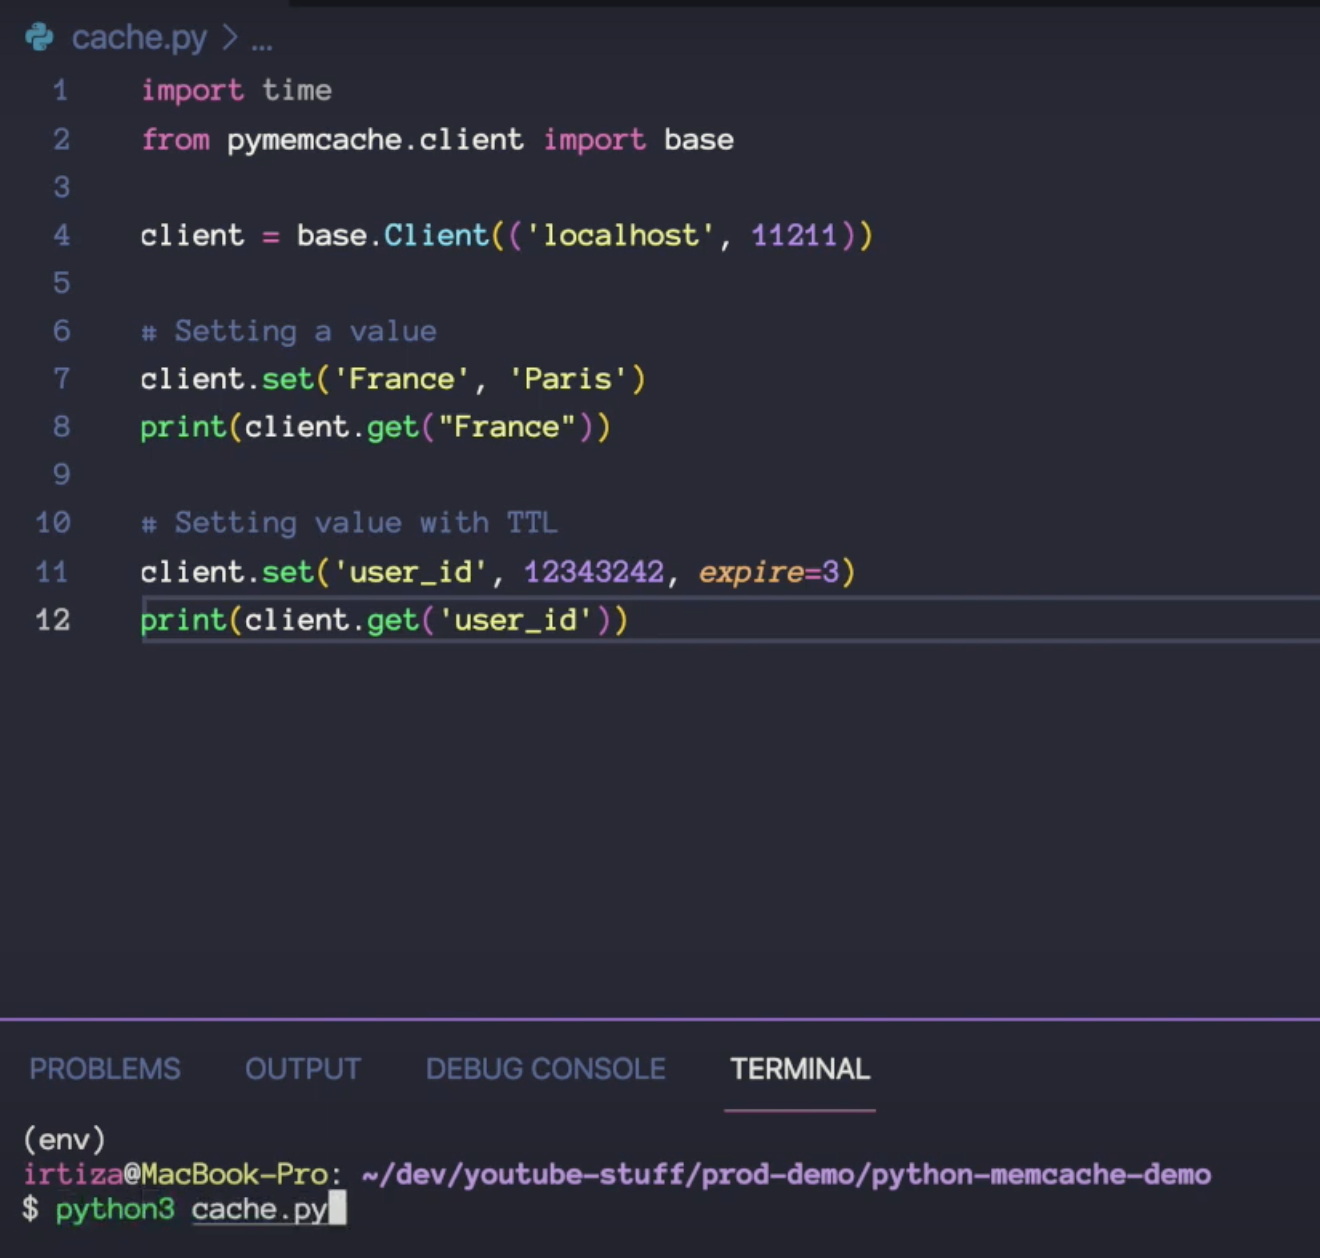 cache.py > ...
1 import time
2 from pymemcache.client import base
3
4 client = base.Client(('localhost', 11211))
5
6 # Setting a value
7 client.set('France', 'Paris')
8 print(client.get("France"))
9
10 # Setting value with TTL
11 client.set('user_id', 12343242, expire=3)
12 print(client.get('user_id'))
PROBLEMS OUTPUT DEBUG CONSOLE TERMINAL
(env)
irtiza@MacBook-Pro: ~/dev/youtube-stuff/prod-demo/python-memcache-demo
$ python3 cache.py